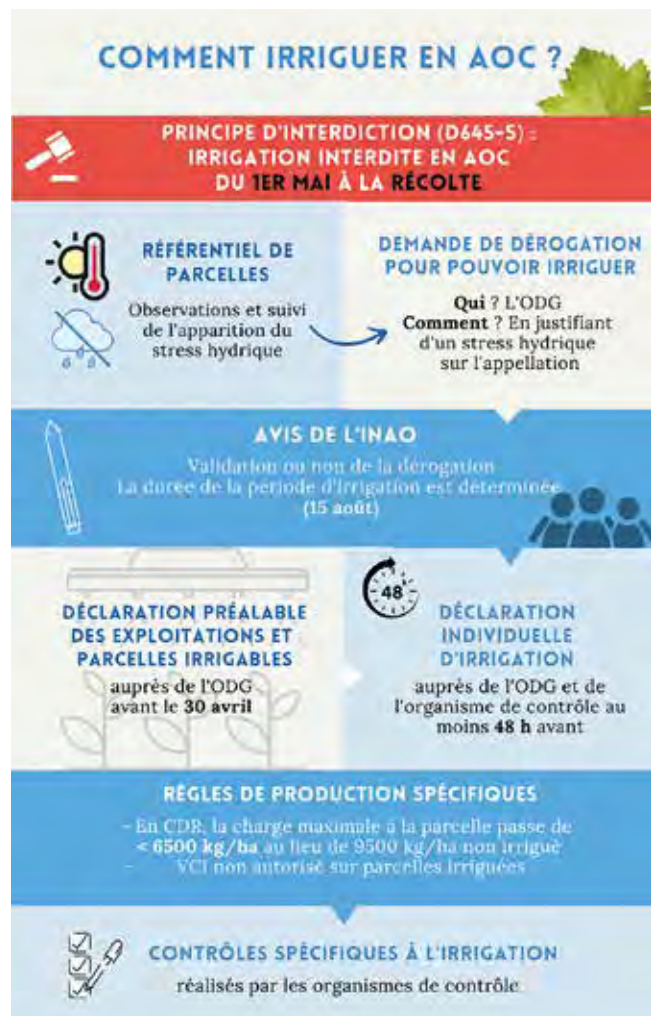 COMMENT IRRIGUER EN AOC ?
PRINCIPE D'INTERDICTION (D645-5) :
IRRIGATION INTERDITE EN AOC
DU 1ER MAI À LA RÉCOLTE
RÉFÉRENTIEL DE
PARCELLES
Observations et suivi
de l'apparition du
stress hydrique
DEMANDE DE DÉROGATION
POUR POUVOIR IRRIGUER
Qui ? L'ODG
Comment ? En justifiant
d'un stress hydrique
sur l'appellation
AVIS DE L'INAO
Validation ou non de la dérogation
La durée de la période d'irrigation est déterminée
(15 août)
DÉCLARATION PRÉALABLE
DES EXPLOITATIONS ET
PARCELLES IRRIGABLES
auprès de l'ODG
avant le 30 avril
48
DÉCLARATION
INDIVIDUELLE
D'IRRIGATION
auprès de l'ODG et de
l'organisme de contrôle au
moins 48 h avant
RÈGLES DE PRODUCTION SPÉCIFIQUES
- En CDR, la charge maximale à la parcelle passe de
< 6500 kg/ha au lieu de 9500 kg/ha non irrigué
- VCI non autorisé sur parcelles irriguées
CONTRÔLES SPÉCIFIQUES À L'IRRIGATION
réalisés par les organismes de contrôle